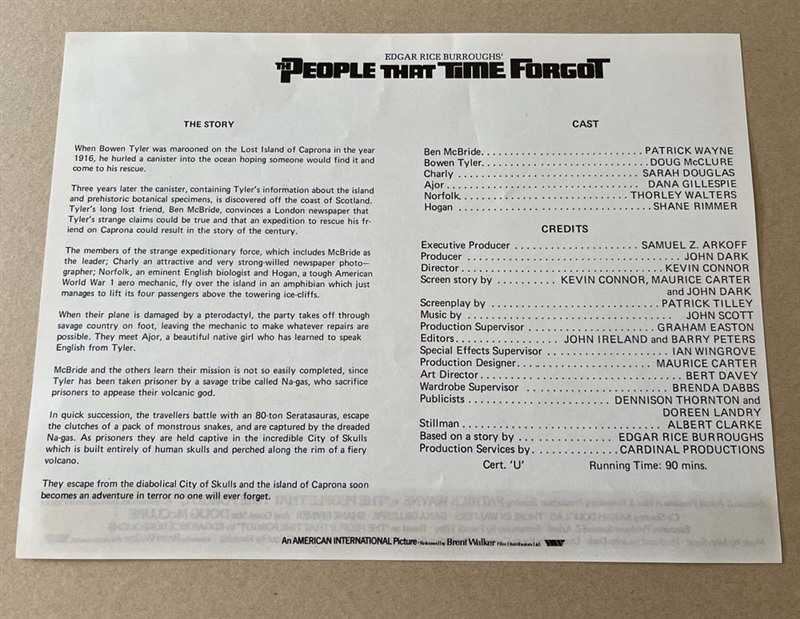 EDGAR RICE BURROUGHS'
THE PEOPLE THAT TIME FORGOT
THE STORY
When Bowen Tyler was marooned on the Lost Island of Caprona in the year
1916, he hurled a canister into the ocean hoping someone would find it and
come to his rescue.
Three years later the canister, containing Tyler's information about the island
and prehistoric botanical specimens, is discovered off the coast of Scotland.
Tyler's long lost friend, Ben McBride, convinces a London newspaper that
Tyler's strange claims could be true and that an expedition to rescue his fr-
iend on Caprona could result in the story of the century.
The members of the strange expeditionary force, which includes McBride as
the leader; Charly an attractive and very strong-willed newspaper photo-
grapher; Norfolk, an eminent English biologist and Hogan, a tough American
World War 1 aero mechanic, fly over the island in an amphibian which just
manages to lift its four passengers above the towering ice-cliffs.
When their plane is damaged by a pterodactyl, the party takes off through
savage country on foot, leaving the mechanic to make whatever repairs are
possible. They meet Ajor, a beautiful native girl who has learned to speak
English from Tyler.
McBride and the others learn their mission is not so easily completed, since
Tyler has been taken prisoner by a savage tribe called Na-gas, who sacrifice
prisoners to appease their volcanic god.
In quick succession, the travellers battle with an 80-ton Seratasauras, escape
the clutches of a pack of monstrous snakes, and are captured by the dreaded
Na-gas. As prisoners they are held captive in the incredible City of Skulls
which is built entirely of human skulls and perched along the rim of a fiery
volcano.
They escape from the diabolical City of Skulls and the island of Caprona soon
becomes an adventure in terror no one will ever forget.
CAST
Ben McBride.......................PATRICK WAYNE
Bowen Tyler........................DOUG McCLURE
Charly ..........................SARAH DOUGLAS
Ajor ............................DANA GILLESPIE
Norfolk.........................THORLEY WALTERS
Hogan ...........................SHANE RIMMER
CREDITS
Executive Producer ..................SAMUEL Z. ARKOFF
Producer ................................JOHN DARK
Director..............................KEVIN CONNOR
Screen story by ..........KEVIN CONNOR, MAURICE CARTER
and JOHN DARK
Screenplay by ........................PATRICK TILLEY
Music by ...............................JOHN SCOTT
Production Supervisor .................GRAHAM EASTON
Editors...............JOHN IRELAND and BARRY PETERS
Special Effects Supervisor ..................IAN WINGROVE
Production Designer....................MAURICE CARTER
Art Director ............................BERT DAVEY
Wardrobe Supervisor ....................BRENDA DABBS
Publicists ...................DENNISON THORNTON and
DOREEN LANDRY
Stillman .............................ALBERT CLARKE
Based on a story by ..............EDGAR RICE BURROUGHS
Production Services by.............CARDINAL PRODUCTIONS
Cert. 'U' Running Time: 90 mins.
An AMERICAN INTERNATIONAL Picture Released by Brent Walker Film Distributors Ltd.